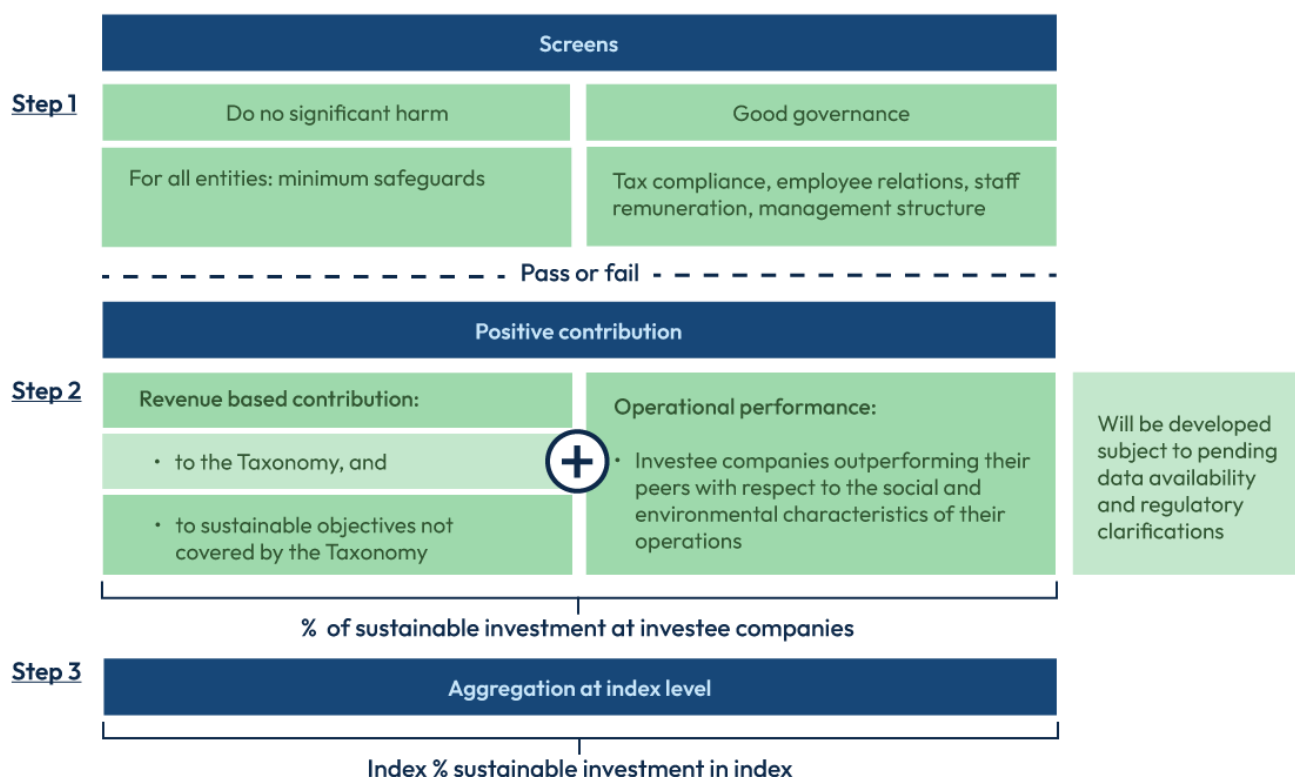 Screens
Step 1
Do no significant harm
Good governance
For all entities: minimum safeguards
Tax compliance, employee relations, staff
remuneration, management structure
Pass or fail
Positive contribution
Step 2
Revenue based contribution:
• to the Taxonomy, and
• to sustainable objectives not
covered by the Taxonomy
+
Operational performance:
• Investee companies outperforming their
peers with respect to the social and
environmental characteristics of their
operations
Will be developed
subject to pending
data availability
and regulatory
clarifications
% of sustainable investment at investee companies
Step 3
Aggregation at index level
Index % sustainable investment in index